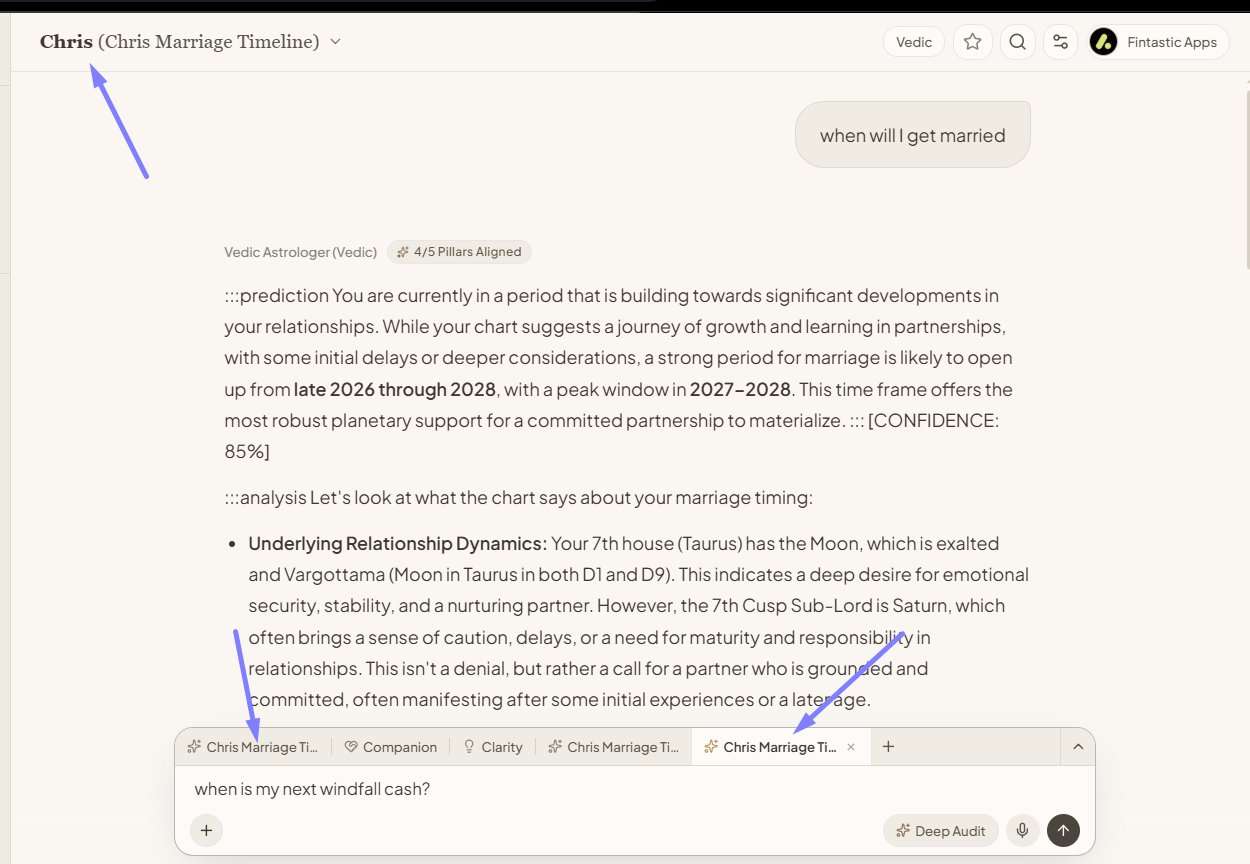 Chris (Chris Marriage Timeline)
Vedic
Fintastic Apps
when will I get married
Vedic Astrologer (Vedic)
4/5 Pillars Aligned
:::prediction You are currently in a period that is building towards significant developments in
your relationships. While your chart suggests a journey of growth and learning in partnerships,
with some initial delays or deeper considerations, a strong period for marriage is likely to open
up from late 2026 through 2028, with a peak window in 2027–2028. This time frame offers the
most robust planetary support for a committed partnership to materialize. ::: [CONFIDENCE:
85%]
:::analysis Let's look at what the chart says about your marriage timing:
• Underlying Relationship Dynamics: Your 7th house (Taurus) has the Moon, which is exalted
and Vargottama (Moon in Taurus in both D1 and D9). This indicates a deep desire for emotional
security, stability, and a nurturing partner. However, the 7th Cusp Sub-Lord is Saturn, which
often brings a sense of caution, delays, or a need for maturity and responsibility in
relationships. This isn't a denial, but rather a call for a partner who is grounded and
committed, often manifesting after some initial experiences or a later age.
Chris Marriage Ti...
Companion
Clarity
Chris Marriage Ti...
Chris Marriage Ti...
when is my next windfall cash?
Deep Audit